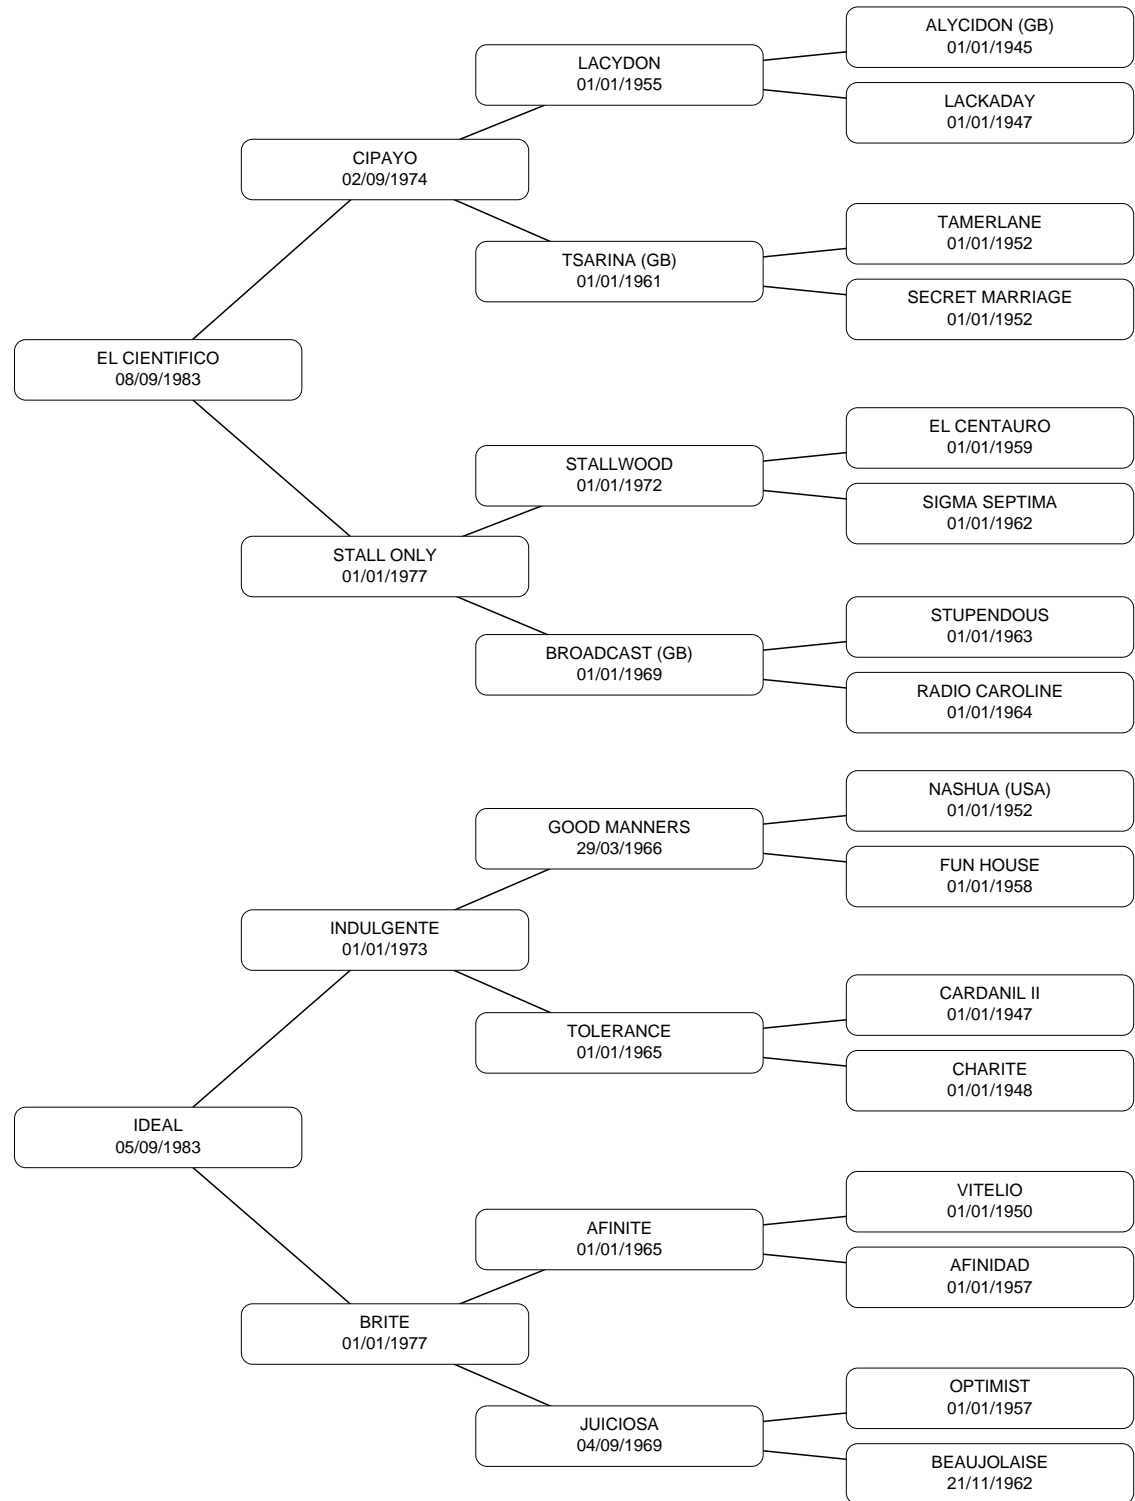 ALYCIDON (GB)
01/01/1945
LACYDON
01/01/1955
LACKADAY
01/01/1947
CIPAYO
02/09/1974
TAMERLANE
01/01/1952
TSARINA (GB)
01/01/1961
SECRET MARRIAGE
01/01/1952
EL CIENTIFICO
08/09/1983
EL CENTAURO
01/01/1959
STALLWOOD
01/01/1972
SIGMA SEPTIMA
01/01/1962
STALL ONLY
01/01/1977
STUPENDOUS
01/01/1963
BROADCAST (GB)
01/01/1969
RADIO CAROLINE
01/01/1964
NASHUA (USA)
01/01/1952
GOOD MANNERS
29/03/1966
FUN HOUSE
01/01/1958
INDULGENTE
01/01/1973
CARDANIL II
01/01/1947
TOLERANCE
01/01/1965
CHARITE
01/01/1948
IDEAL
05/09/1983
VITELIO
01/01/1950
AFINITE
01/01/1965
AFINIDAD
01/01/1957
BRITE
01/01/1977
OPTIMIST
01/01/1957
JUICIOSA
04/09/1969
BEAUJOLAISE
21/11/1962